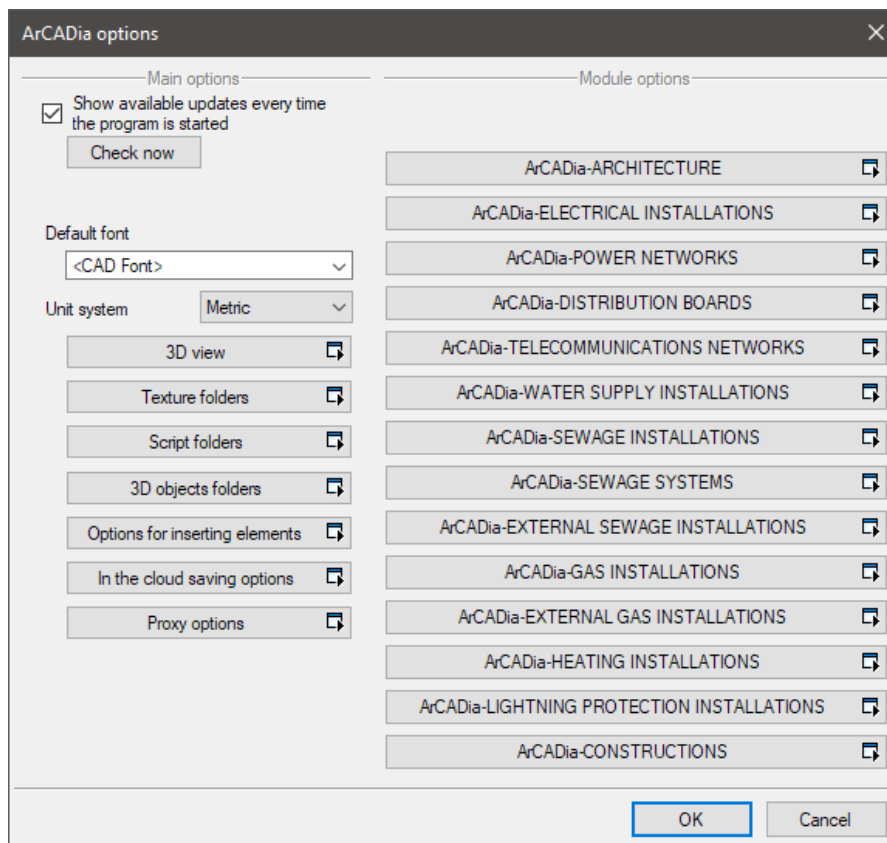 ArCADia options
Main options
Show available updates every time
the program is started
Check now
Default font
<CAD Font>
Unit system
Metric
3D view
Texture folders
Script folders
3D objects folders
Options for inserting elements
In the cloud saving options
Proxy options
Module options
ArCADia-ARCHITECTURE
ArCADia-ELECTRICAL INSTALLATIONS
ArCADia-POWER NETWORKS
ArCADia-DISTRIBUTION BOARDS
ArCADia-TELECOMMUNICATIONS NETWORKS
ArCADia-WATER SUPPLY INSTALLATIONS
ArCADia-SEWAGE INSTALLATIONS
ArCADia-SEWAGE SYSTEMS
ArCADia-EXTERNAL SEWAGE INSTALLATIONS
ArCADia-GAS INSTALLATIONS
ArCADia-EXTERNAL GAS INSTALLATIONS
ArCADia-HEATING INSTALLATIONS
ArCADia-LIGHTNING PROTECTION INSTALLATIONS
ArCADia-CONSTRUCTIONS
OK
Cancel